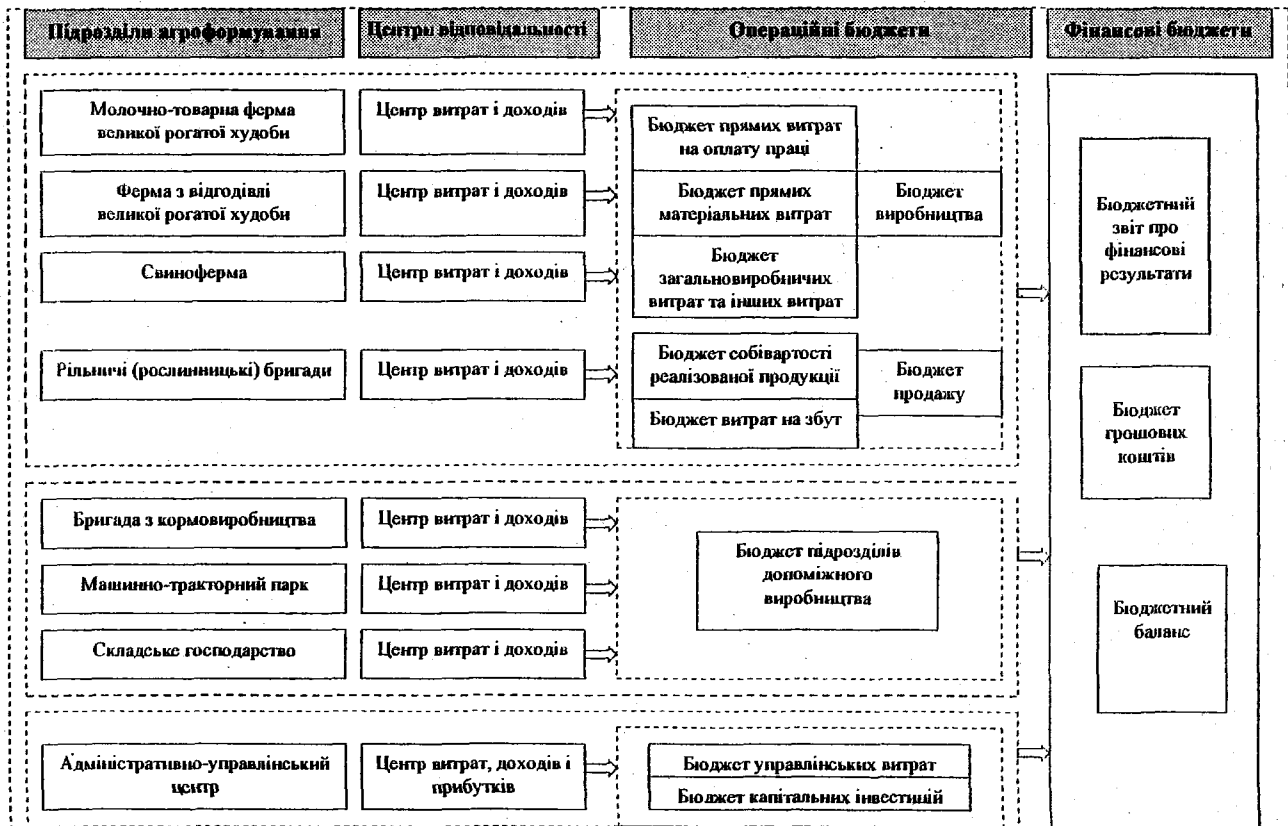 Підрозділи агроформування
Центри відповідальності
Операційні бюджети
Фінансові бюджети
Молочно-товарна ферма
великої рогатої худоби
Центр витрат і доходів
Ферма з відгодівлі
великої рогатої худоби
Центр витрат і доходів
Свиноферма
Центр витрат і доходів
Рільничі (рослинницькі) бригади
Центр витрат і доходів
Бюджет прямих витрат
на оплату праці
Бюджет прямих
матеріальних витрат
Бюджет
загальновиробничих
витрат та інших витрат
Бюджет
виробництва
Бюджет собівартості
реалізованої продукції
Бюджет витрат на збут
Бюджет
продажу
Бригада з кормовиробництва
Центр витрат і доходів
Машинно-тракторний парк
Центр витрат і доходів
Складське господарство
Центр витрат і доходів
Бюджет підрозділів
допоміжного
виробництва
Адміністративно-управлінський
центр
Центр витрат, доходів і
прибутків
Бюджет управлінських витрат
Бюджет капітальних інвестицій
Бюджетний
звіт про
фінансові
результати
Бюджет
грошових
коштів
Бюджетний
баланс